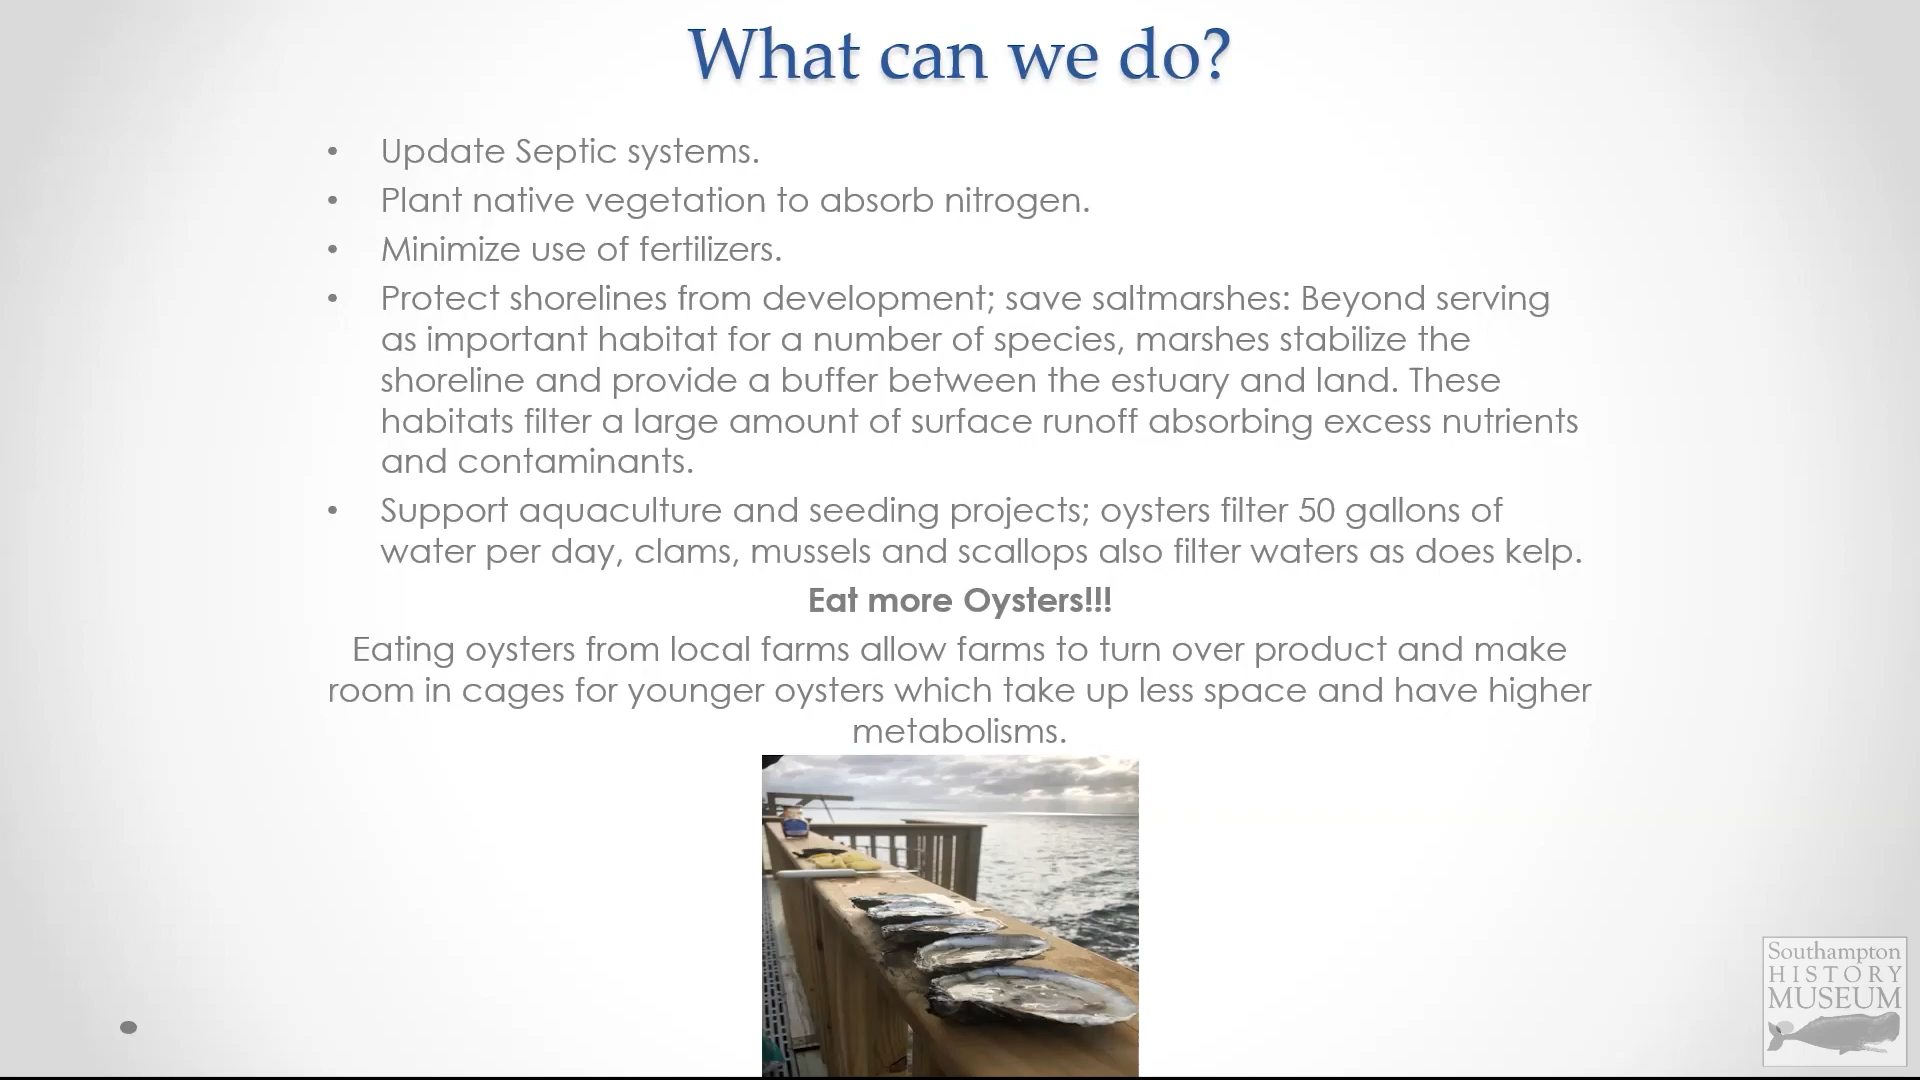 What can we do?
• Update Septic systems.
• Plant native vegetation to absorb nitrogen.
• Minimize use of fertilizers.
• Protect shorelines from development; save saltmarshes: Beyond serving
as important habitat for a number of species, marshes stabilize the
shoreline and provide a buffer between the estuary and land. These
habitats filter a large amount of surface runoff absorbing excess nutrients
and contaminants.
• Support aquaculture and seeding projects; oysters filter 50 gallons of
water per day, clams, mussels and scallops also filter waters as does kelp.
Eat more Oysters!!!
Eating oysters from local farms allow farms to turn over product and make
room in cages for younger oysters which take up less space and have higher
metabolisms.
Southampton
HISTORY
MUSEUM